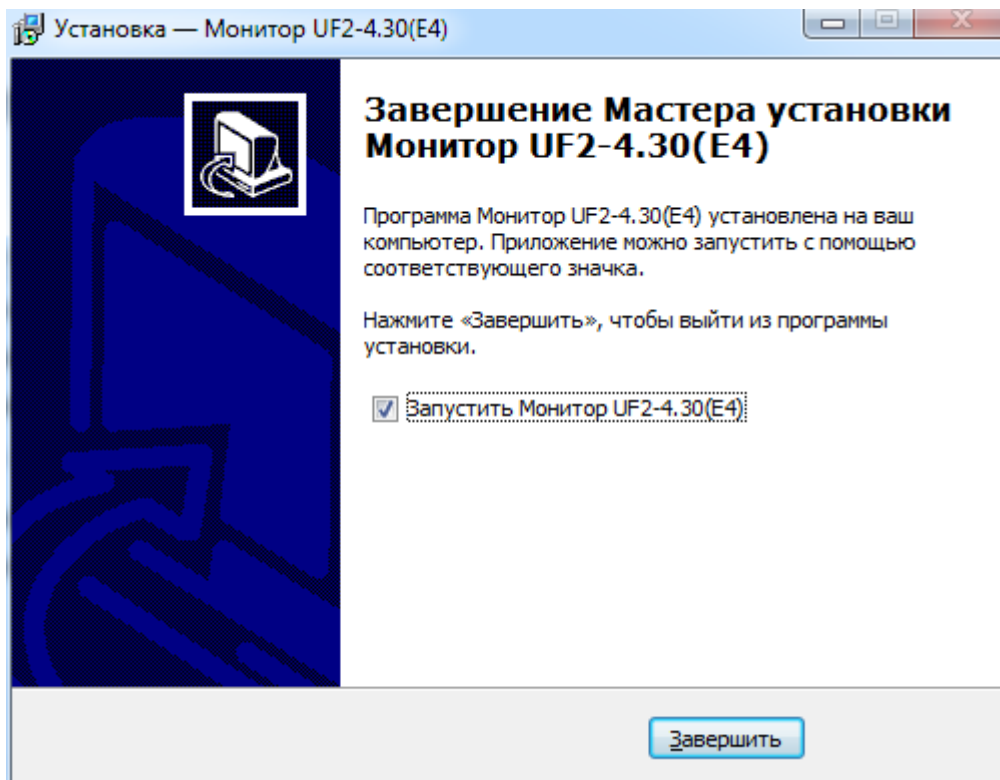 Установка — Монитор UF2-4.30(E4)
Завершение Мастера установки
Монитор UF2-4.30(E4)
Программа Монитор UF2-4.30(E4) установлена на ваш
компьютер. Приложение можно запустить с помощью
соответствующего значка.
Нажмите «Завершить», чтобы выйти из программы
установки.
Запустить Монитор UF2-4.30(E4)
Завершить